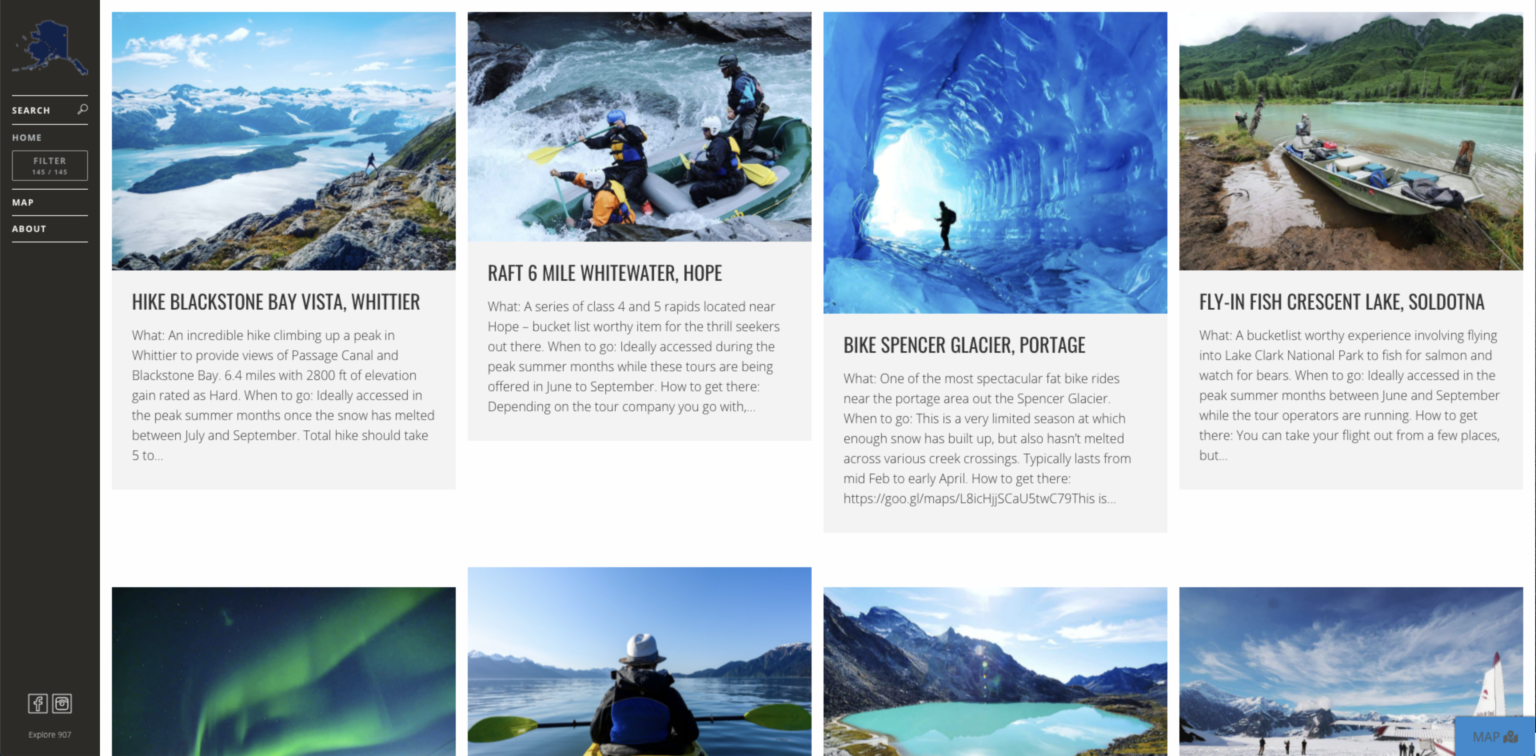 SEARCH
HOME
FILTER
145 / 145
MAP
ABOUT
Explore 907
HIKE BLACKSTONE BAY VISTA, WHITTIER
What: An incredible hike climbing up a peak in
Whittier to provide views of Passage Canal and
Blackstone Bay. 6.4 miles with 2800 ft of elevation
gain rated as Hard. When to go: Ideally accessed in
the peak summer months once the snow has melted
between July and September. Total hike should take
5 to...
RAFT 6 MILE WHITEWATER, HOPE
What: A series of class 4 and 5 rapids located near
Hope – bucket list worthy item for the thrill seekers
out there. When to go: Ideally accessed during the
peak summer months while these tours are being
offered in June to September. How to get there:
Depending on the tour company you go with,...
BIKE SPENCER GLACIER, PORTAGE
What: One of the most spectacular fat bike rides
near the portage area out the Spencer Glacier.
When to go: This is a very limited season at which
enough snow has built up, but also hasn't melted
across various creek crossings. Typically lasts from
mid Feb to early April. How to get there:
https://goo.gl/maps/L8icHjjSCaU5twC79This is...
FLY-IN FISH CRESCENT LAKE, SOLDOTNA
What: A bucketlist worthy experience involving flying
into Lake Clark National Park to fish for salmon and
watch for bears. When to go: Ideally accessed in the
peak summer months between June and September
while the tour operators are running. How to get
there: You can take your flight out from a few places,
but...
MAP